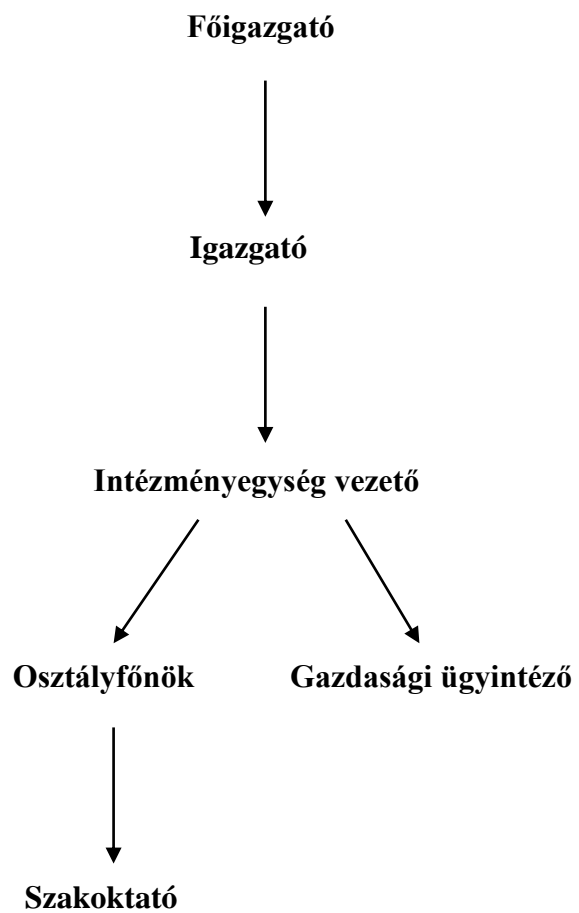 Főigazgató
Igazgató
Intézményegység vezető
Osztályfőnök
Gazdasági ügyintéző
Szakoktató